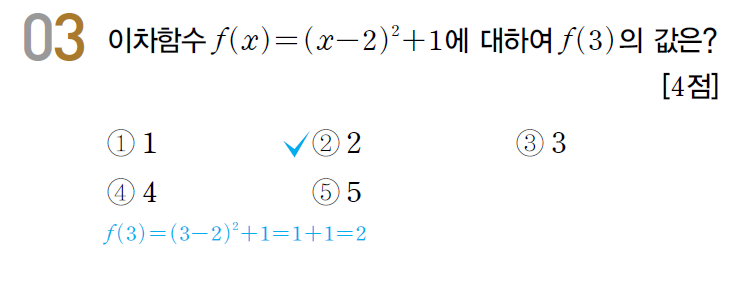 03 이차함수 f(x)=(x-2)²+1에 대하여 f(3)의 값은?
[4점]
① 1 ② 2 ③ 3
④ 4 ⑤ 5
f(3)=(3-2)²+1=1+1=2